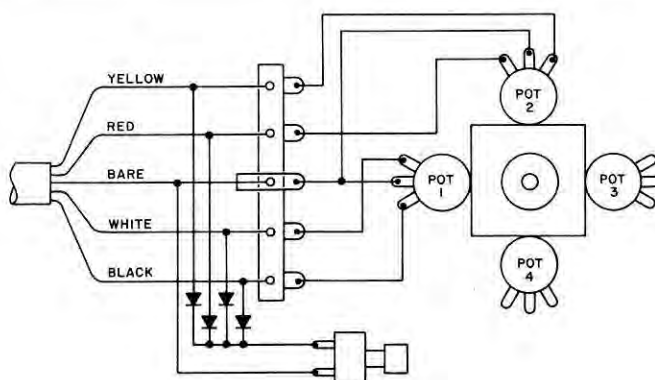 YELLOW
RED
BARE
WHITE
BLACK
POT
2
POT
1
POT
3
POT
4